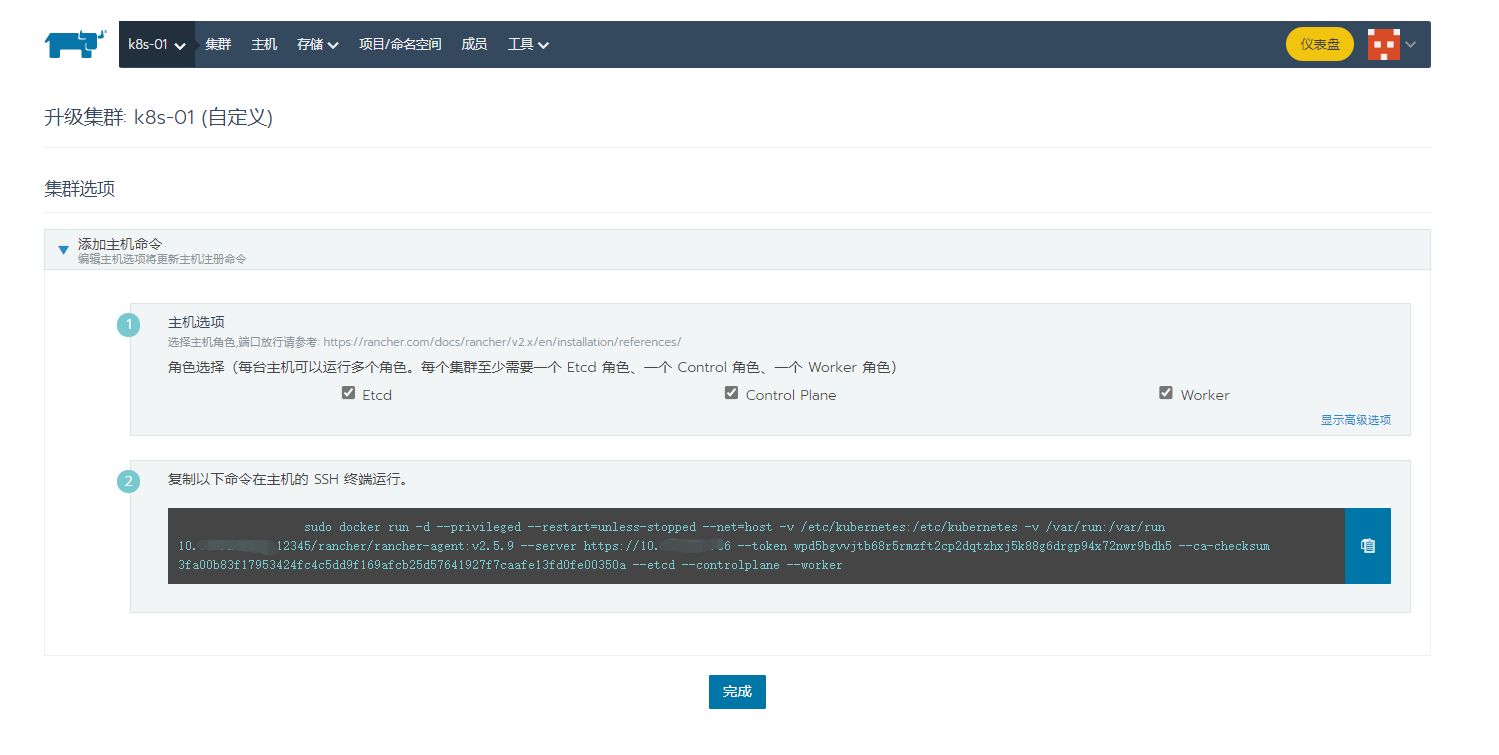 k8s-01 集群 主机 存储 项目/命名空间 成员 工具 仪表盘
升级集群: k8s-01 (自定义)
集群选项
添加主机命令
编辑主机选项将更新主机注册命令
1 主机选项
选择主机角色,端口放行请参考: https://rancher.com/docs/rancher/v2.x/en/installation/references/
角色选择（每台主机可以运行多个角色。每个集群至少需要一个 Etcd 角色、一个 Control 角色、一个 Worker 角色）
Etcd Control Plane Worker
显示高级选项
2 复制以下命令在主机的 SSH 终端运行。
sudo docker run -d --privileged --restart=unless-stopped --net=host -v /etc/kubernetes:/etc/kubernetes -v /var/run:/var/run
10. 12345/rancher/rancher-agent:v2.5.9 --server https://10. 6 --token wpd5bgvvjtb68r5rmzft2cp2dqtzhxj5k88g6drgp94x72nwr9bdh5 --ca-checksum
3fa00b83f17953424fc4c5dd9f169afcb25d57641927f7caafe13fd0fe00350a --etcd --controlplane --worker
完成